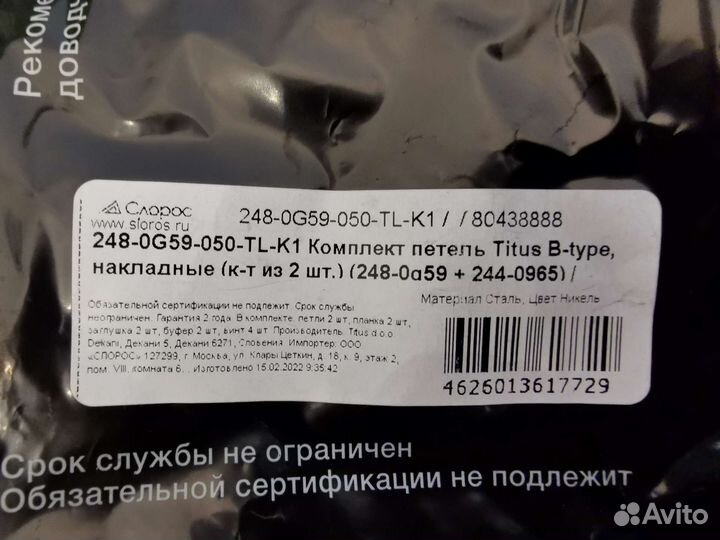 Рекоме
доводч
Слорос
www.sloros.ru
248-0G59-050-TL-K1 / / 80438888
248-0G59-050-TL-K1 Комплект петель Titus B-type,
накладные (к-т из 2 шт.) (248-0g59 + 244-0965) /
Материал Сталь, Цвет Никель
Обязательной сертификации не подлежит. Срок службы
неограничен. Гарантия 2 года. В комплекте: петли 2 шт, планка 2 шт,
заглушка 2 шт, буфер 2 шт, винт 4 шт. Производитель: Titus d.o.o.
Dekani, Декани 5, Декани 6271, Словения. Импортер: ООО
«СЛОРОС» 127299, г. Москва, ул. Клары Цеткин, д. 18, к. 9, этаж 2,
пом. VIII, комната 6... Изготовлено 15.02.2022 9:35:42
4626013617729
Срок службы не ограничен
Обязательной сертификации не подлежит
Avito